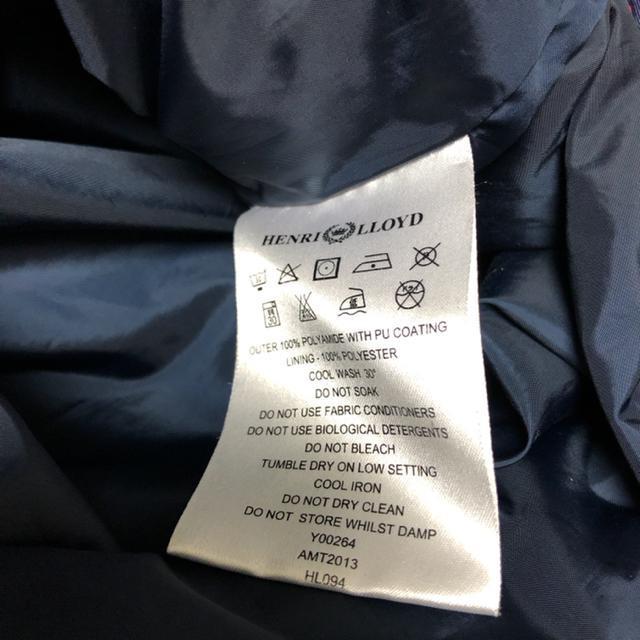 HENRI LLOYD
OUTER 100% POLYAMIDE WITH PU COATING
LINING - 100% POLYESTER
COOL WASH 30°
DO NOT SOAK
DO NOT USE FABRIC CONDITIONERS
DO NOT USE BIOLOGICAL DETERGENTS
DO NOT BLEACH
TUMBLE DRY ON LOW SETTING
COOL IRON
DO NOT DRY CLEAN
DO NOT STORE WHILST DAMP
Y00264
AMT2013
HL094